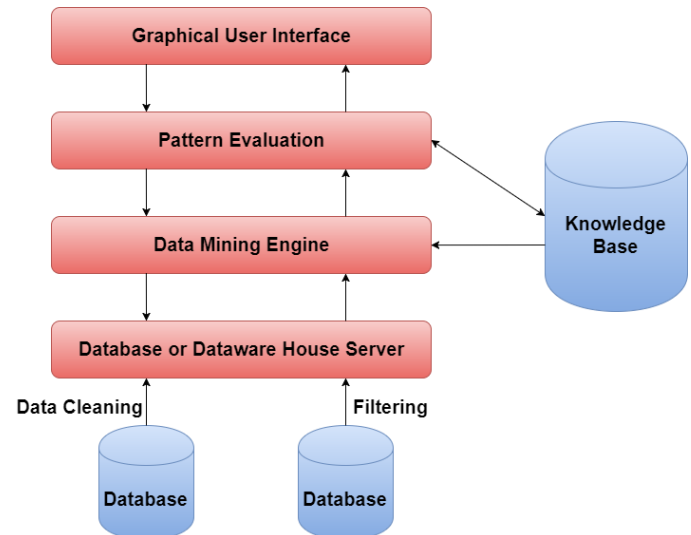 Graphical User Interface
Pattern Evaluation
Knowledge
Base
Data Mining Engine
Database or Dataware House Server
Data Cleaning
Filtering
Database
Database